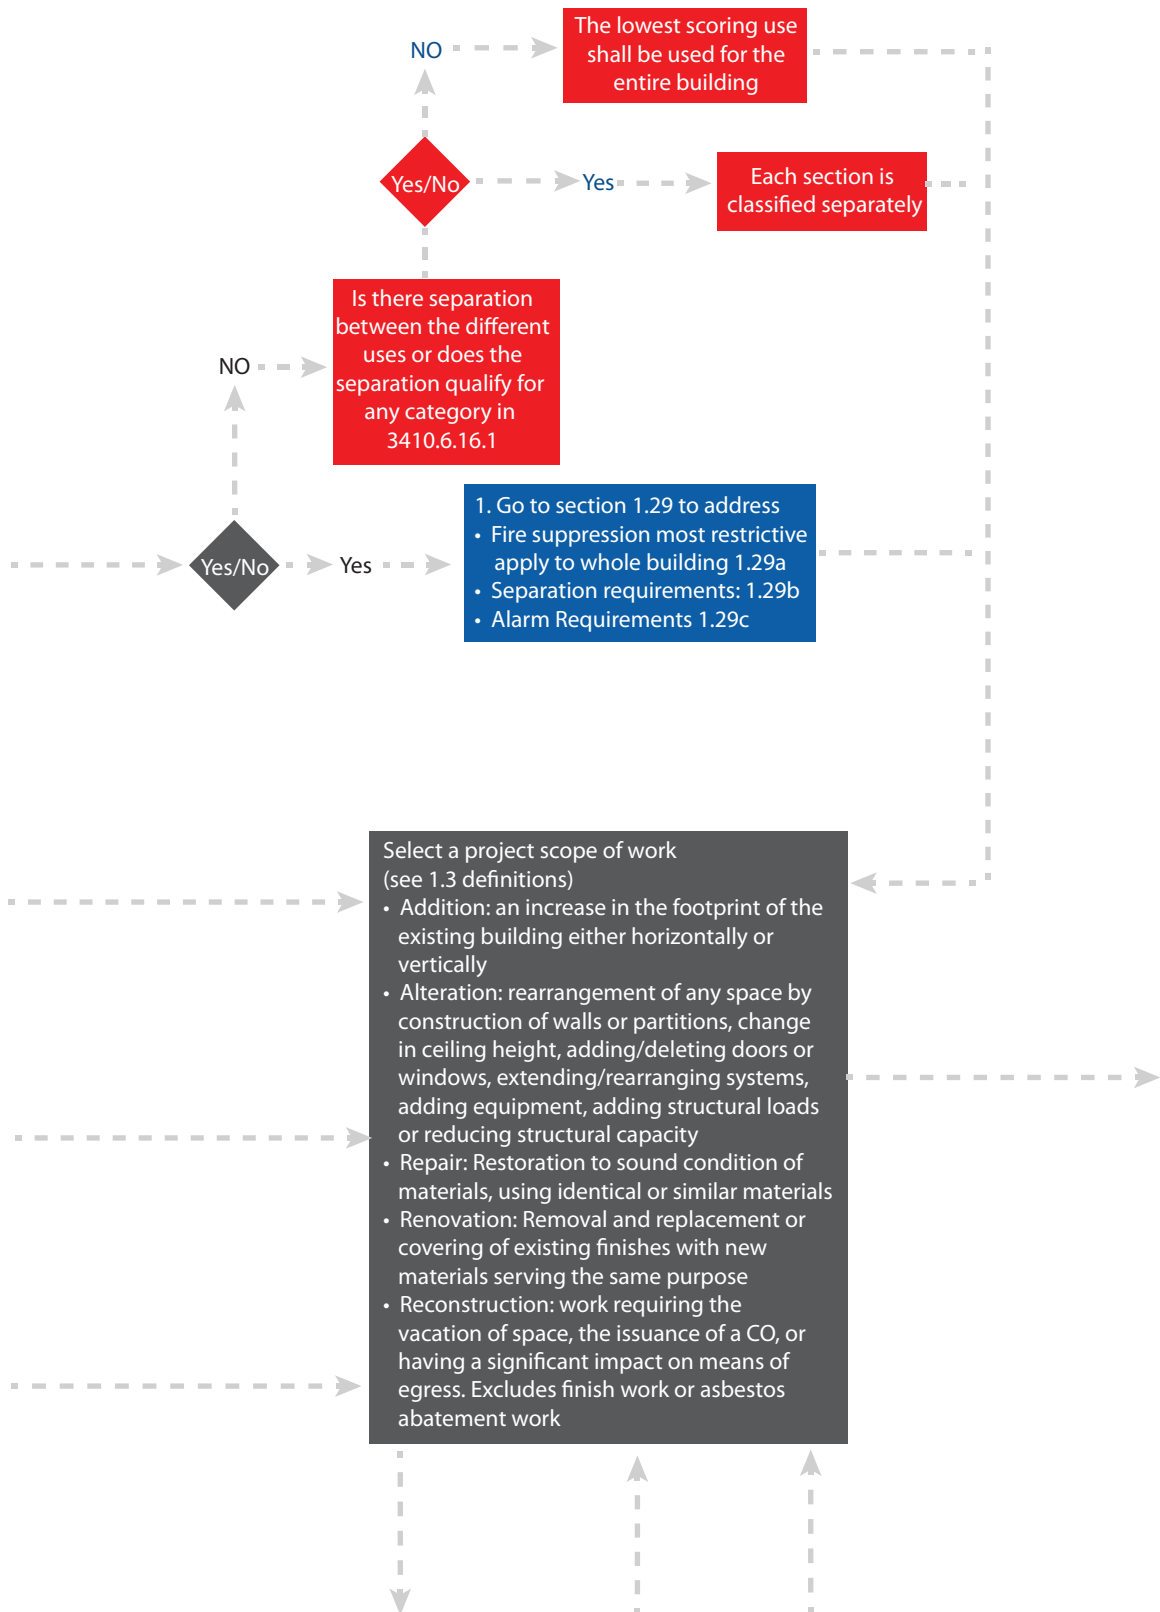 The lowest scoring use
shall be used for the
entire building
NO
Yes/No
Yes
Each section is
classified separately
Is there separation
between the different
uses or does the
separation qualify for
any category in
3410.6.16.1
NO
Yes/No
Yes
1. Go to section 1.29 to address
• Fire suppression most restrictive
apply to whole building 1.29a
• Separation requirements: 1.29b
• Alarm Requirements 1.29c
Select a project scope of work
(see 1.3 definitions)
• Addition: an increase in the footprint of the
existing building either horizontally or
vertically
• Alteration: rearrangement of any space by
construction of walls or partitions, change
in ceiling height, adding/deleting doors or
windows, extending/rearranging systems,
adding equipment, adding structural loads
or reducing structural capacity
• Repair: Restoration to sound condition of
materials, using identical or similar materials
• Renovation: Removal and replacement or
covering of existing finishes with new
materials serving the same purpose
• Reconstruction: work requiring the
vacation of space, the issuance of a CO, or
having a significant impact on means of
egress. Excludes finish work or asbestos
abatement work